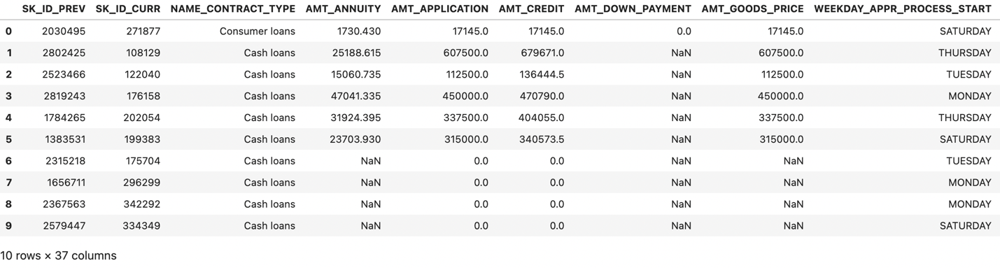 SK_ID_PREV SK_ID_CURR NAME_CONTRACT_TYPE AMT_ANNUITY AMT_APPLICATION AMT_CREDIT AMT_DOWN_PAYMENT AMT_GOODS_PRICE WEEKDAY_APPR_PROCESS_START
0 2030495 271877 Consumer loans 1730.430 17145.0 17145.0 0.0 17145.0 SATURDAY
1 2802425 108129 Cash loans 25188.615 607500.0 679671.0 NaN 607500.0 THURSDAY
2 2523466 122040 Cash loans 15060.735 112500.0 136444.5 NaN 112500.0 TUESDAY
3 2819243 176158 Cash loans 47041.335 450000.0 470790.0 NaN 450000.0 MONDAY
4 1784265 202054 Cash loans 31924.395 337500.0 404055.0 NaN 337500.0 THURSDAY
5 1383531 199383 Cash loans 23703.930 315000.0 340573.5 NaN 315000.0 SATURDAY
6 2315218 175704 Cash loans NaN 0.0 0.0 NaN NaN TUESDAY
7 1656711 296299 Cash loans NaN 0.0 0.0 NaN NaN MONDAY
8 2367563 342292 Cash loans NaN 0.0 0.0 NaN NaN MONDAY
9 2579447 334349 Cash loans NaN 0.0 0.0 NaN NaN SATURDAY
10 rows × 37 columns